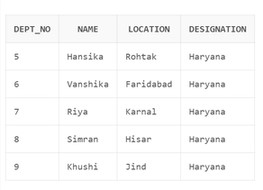 DEPT_NO NAME LOCATION DESIGNATION
5 Hansika Rohtak Haryana
6 Vanshika Faridabad Haryana
7 Riya Karnal Haryana
8 Simran Hisar Haryana
9 Khushi Jind Haryana